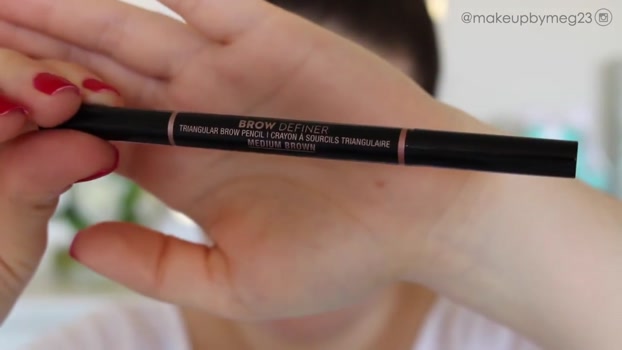 @makeupbymeg23
BROW DEFINER
TRIANGULAR BROW PENCIL | CRAYON À SOURCILS TRIANGULAIRE
MEDIUM BROWN